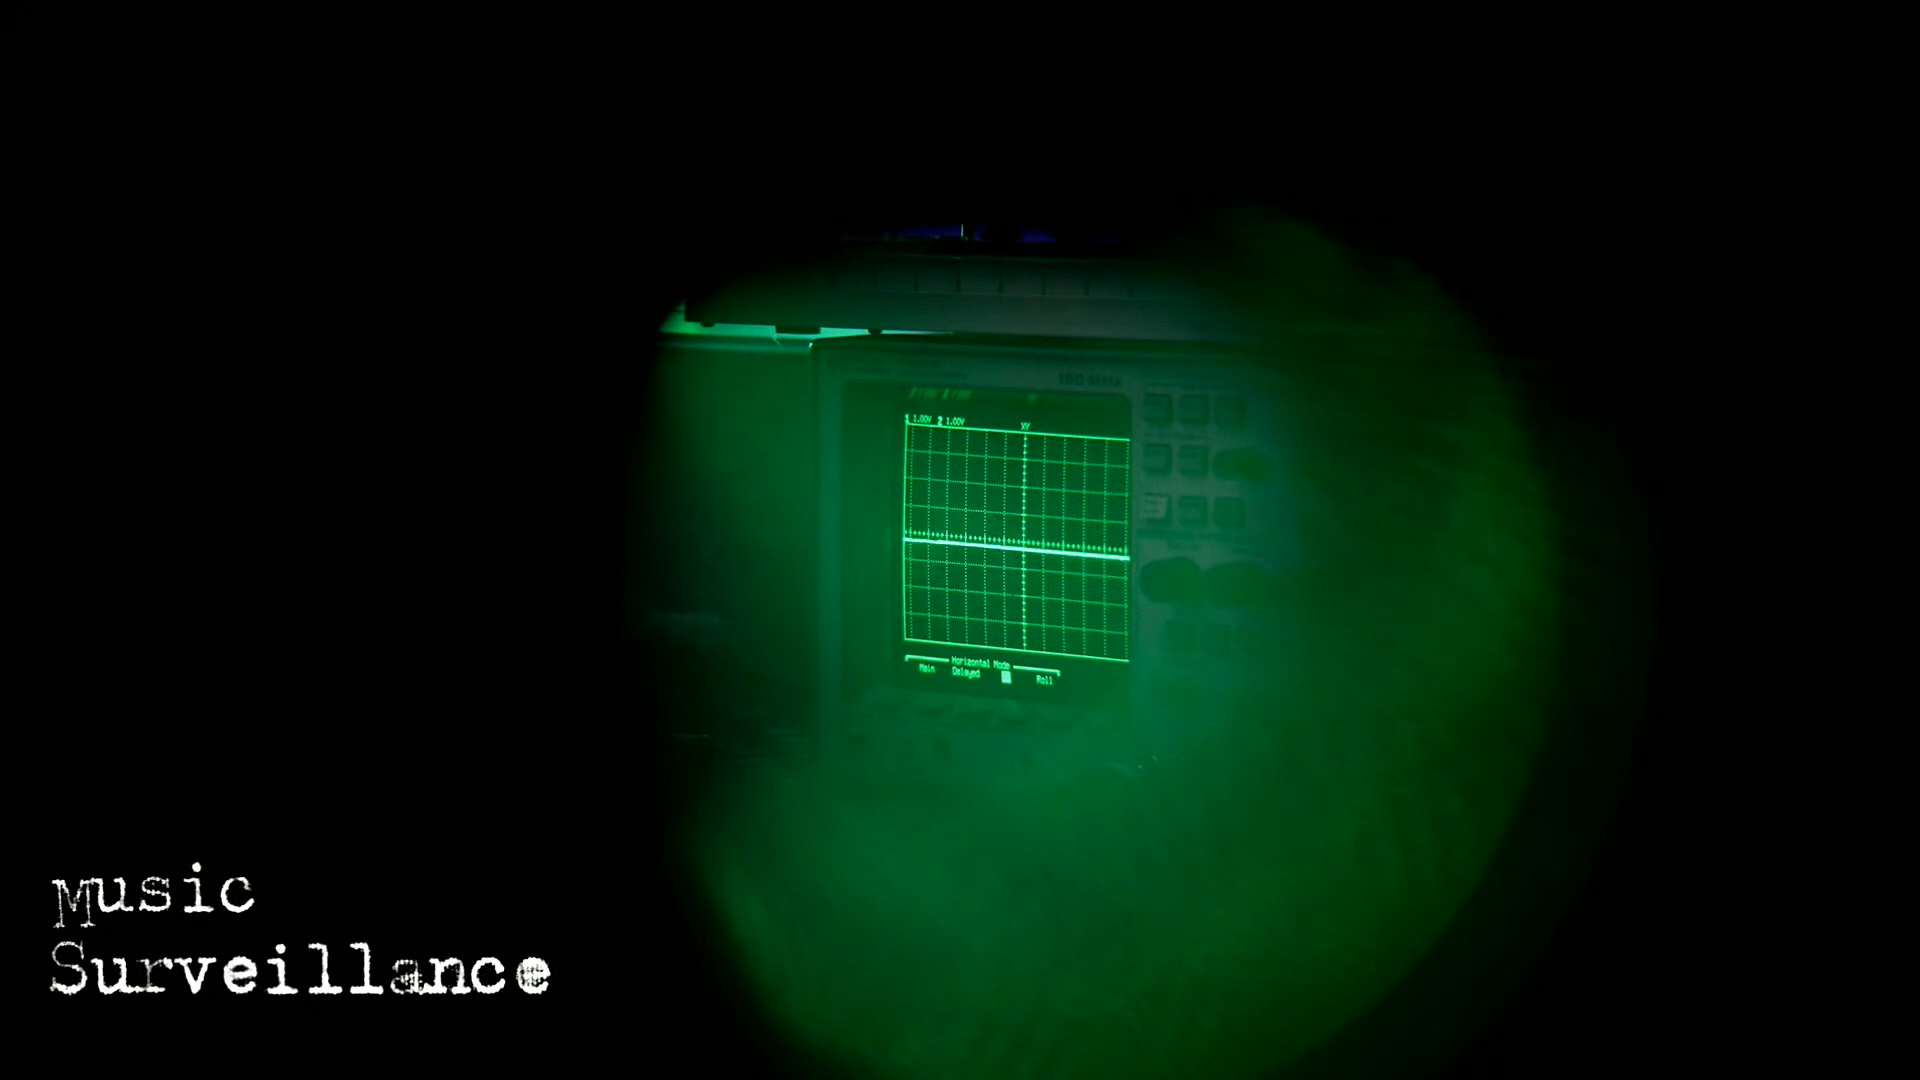 1 1.00V 2 1.00V XY
Horizontal Mode
Main Delayed Roll
Music
Surveillance